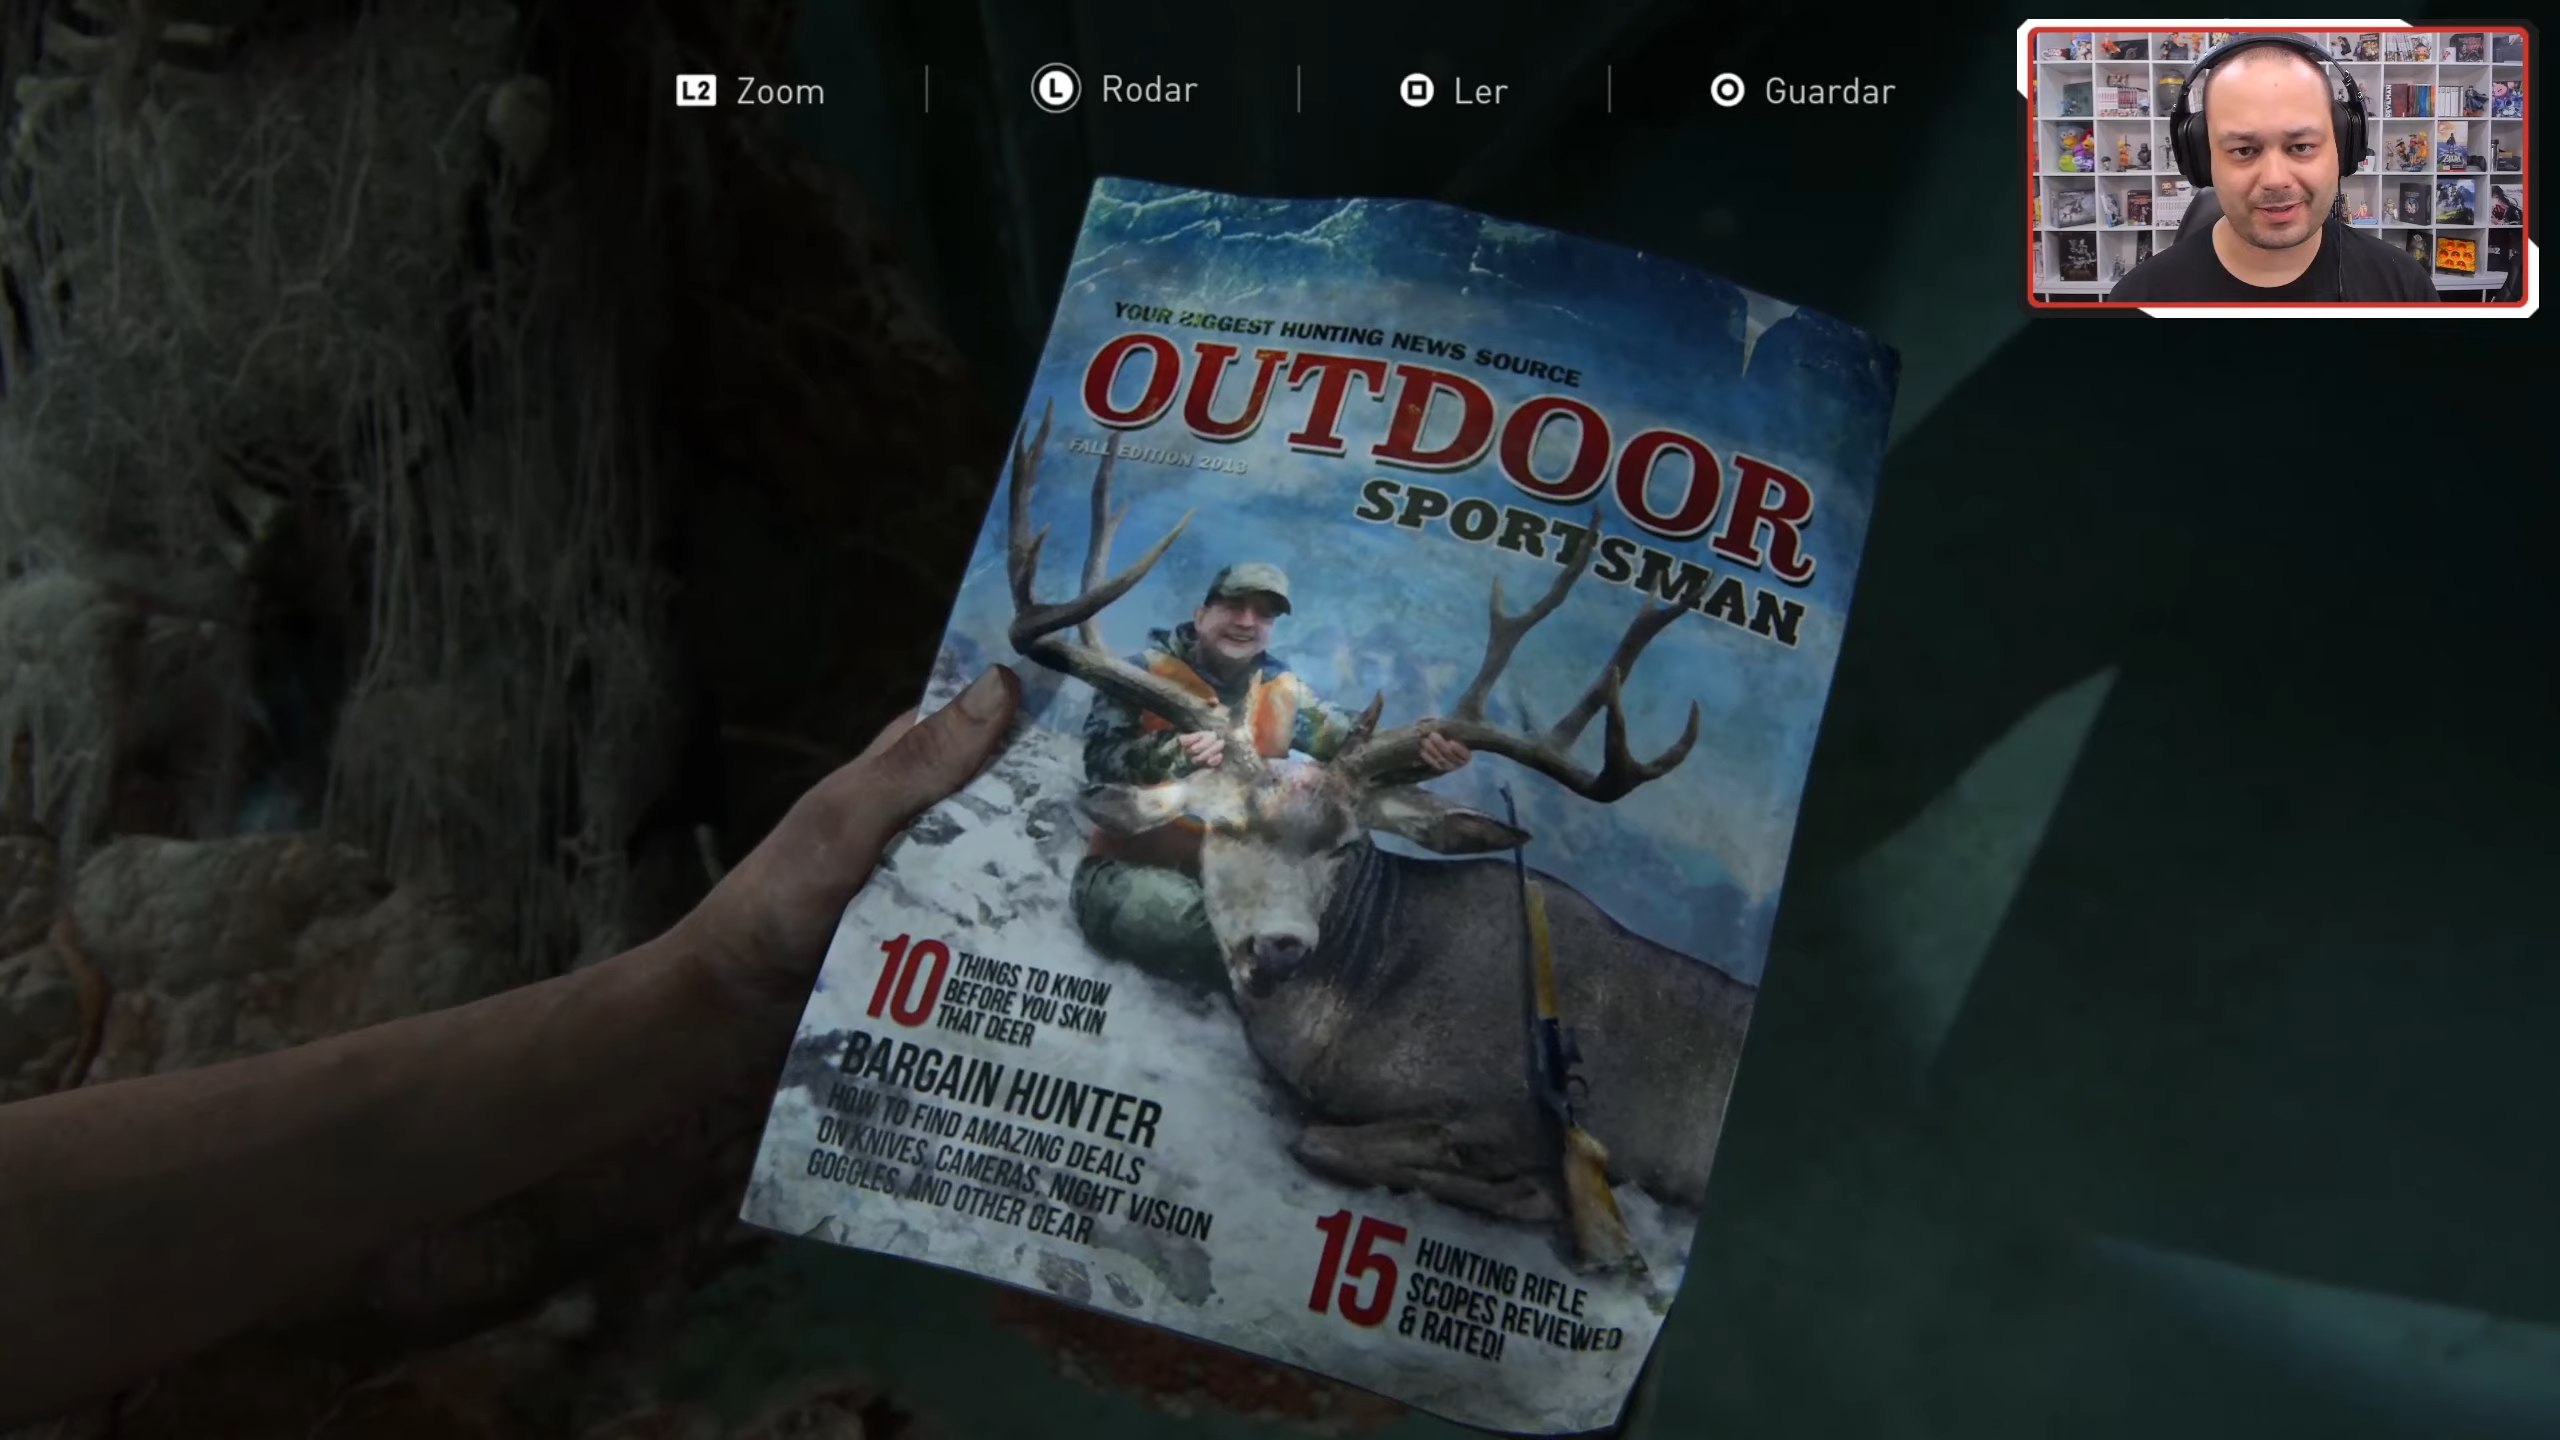 L2 Zoom
L Rodar
Ler
Guardar
YOUR BIGGEST HUNTING NEWS SOURCE
OUTDOOR
FALL EDITION 2013
SPORTSMAN
10 THINGS TO KNOW
BEFORE YOU SKIN
THAT DEER
BARGAIN HUNTER
HOW TO FIND AMAZING DEALS
ON KNIVES, CAMERAS, NIGHT VISION
GOGGLES, AND OTHER GEAR
15 HUNTING RIFLE
SCOPES REVIEWED
& RATED!